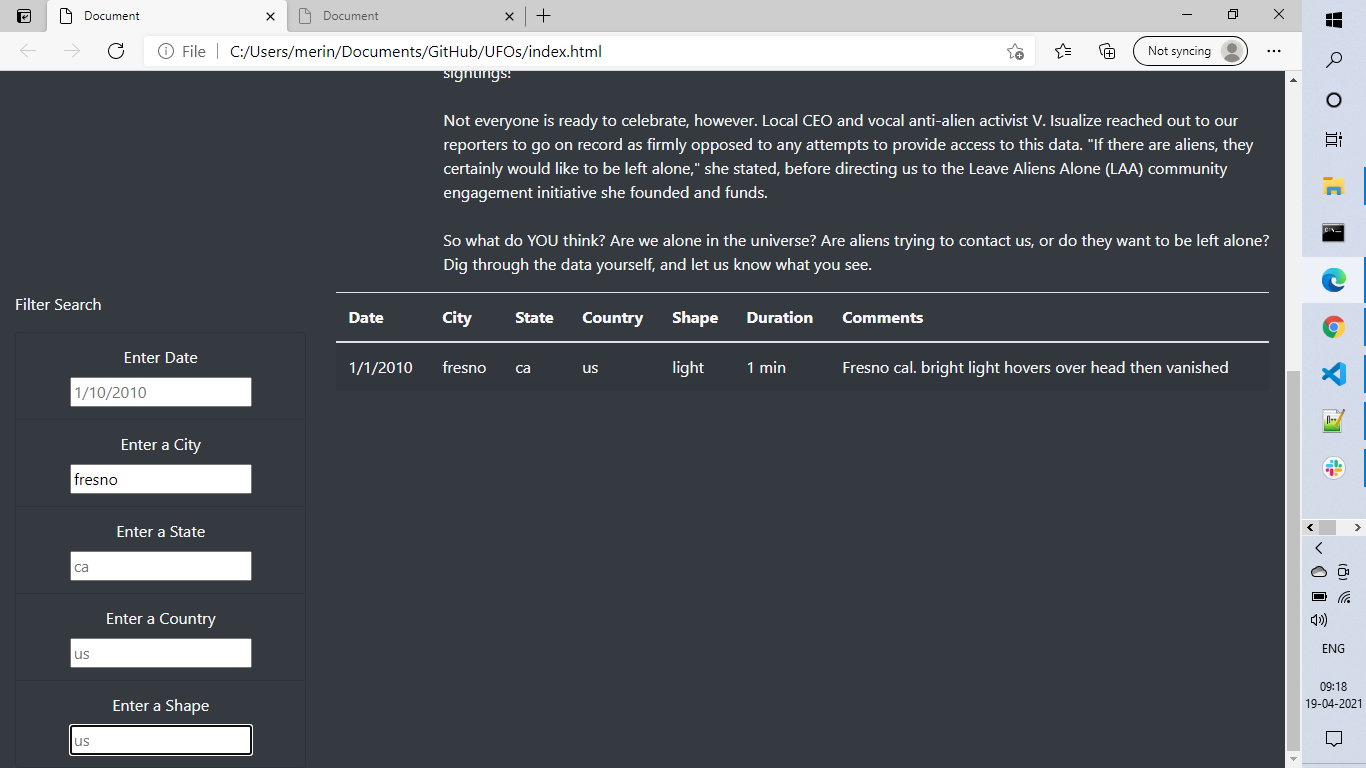 Document
Document
File
C:/Users/merin/Documents/GitHub/UFOs/index.html
Not syncing
sightings!
Not everyone is ready to celebrate, however. Local CEO and vocal anti-alien activist V. Isualize reached out to our
reporters to go on record as firmly opposed to any attempts to provide access to this data. "If there are aliens, they
certainly would like to be left alone," she stated, before directing us to the Leave Aliens Alone (LAA) community
engagement initiative she founded and funds.
So what do YOU think? Are we alone in the universe? Are aliens trying to contact us, or do they want to be left alone?
Dig through the data yourself, and let us know what you see.
Filter Search
Enter Date
1/10/2010
Enter a City
fresno
Enter a State
ca
Enter a Country
us
Enter a Shape
us
Date City State Country Shape Duration Comments
1/1/2010 fresno ca us light 1 min Fresno cal. bright light hovers over head then vanished
ENG
09:18
19-04-2021